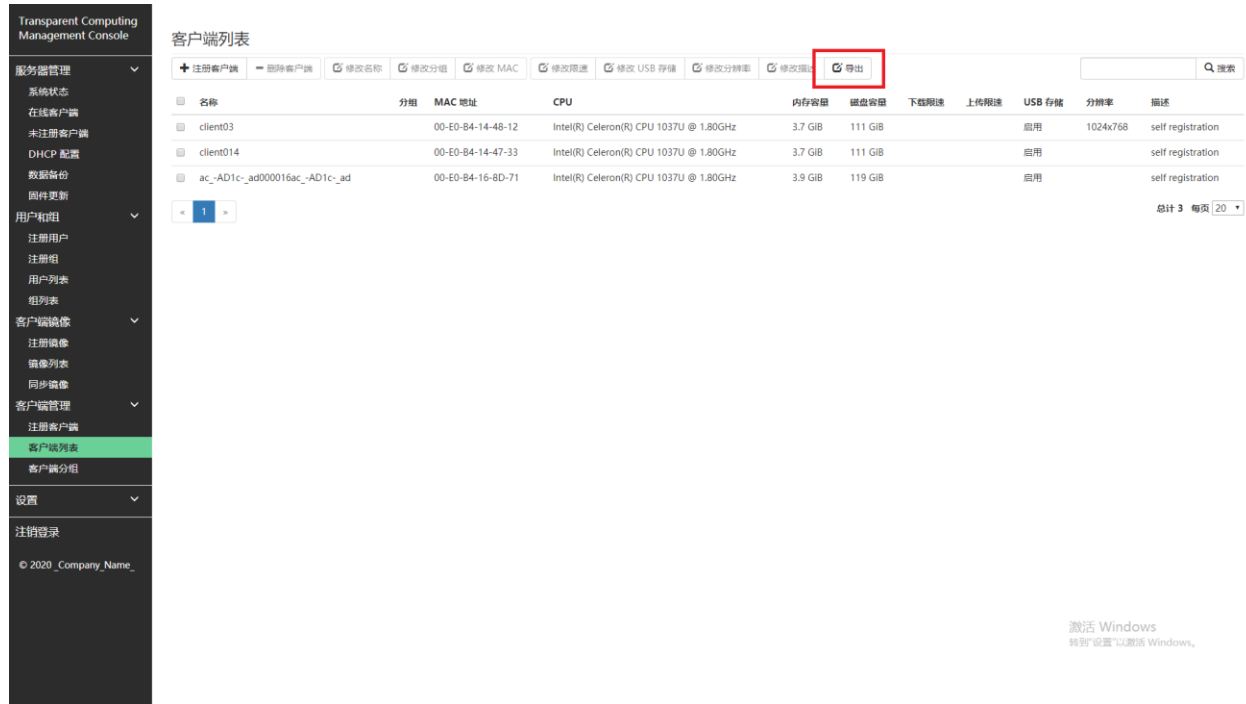 Transparent Computing
Management Console
服务器管理
系统状态
在线客户端
未注册客户端
DHCP 配置
数据备份
固件更新
用户和组
注册用户
注册组
用户列表
组列表
客户端镜像
注册镜像
镜像列表
同步镜像
客户端管理
注册客户端
客户端列表
客户端分组
设置
注销登录
© 2020 _Company_Name_
客户端列表
注册客户端 删除客户端 修改名称 修改分组 修改 MAC 修改限速 修改 USB 存储 修改分辨率 修改描述 导出 搜索
名称 分组 MAC 地址 CPU 内存容量 磁盘容量 下载限速 上传限速 USB 存储 分辨率 描述
client03 00-E0-B4-14-48-12 Intel(R) Celeron(R) CPU 1037U @ 1.80GHz 3.7 GiB 111 GiB 启用 1024x768 self registration
client014 00-E0-B4-14-47-33 Intel(R) Celeron(R) CPU 1037U @ 1.80GHz 3.7 GiB 111 GiB 启用 self registration
ac_-AD1c-_ad000016ac_-AD1c-_ad 00-E0-B4-16-8D-71 Intel(R) Celeron(R) CPU 1037U @ 1.80GHz 3.9 GiB 119 GiB 启用 self registration
« 1 » 总计 3 每页 20
激活 Windows
转到"设置"以激活 Windows。